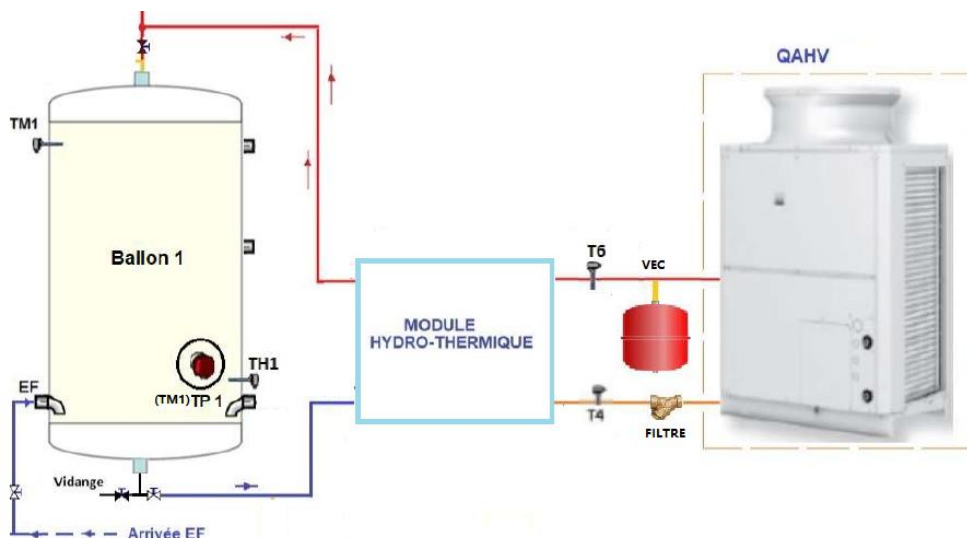 QAHV
TM1
Ballon 1
T6
VEC
MODULE
HYDRO-THERMIQUE
TH1
EF
(TM1) TP 1
T4
FILTRE
Vidange
Arrivée EF